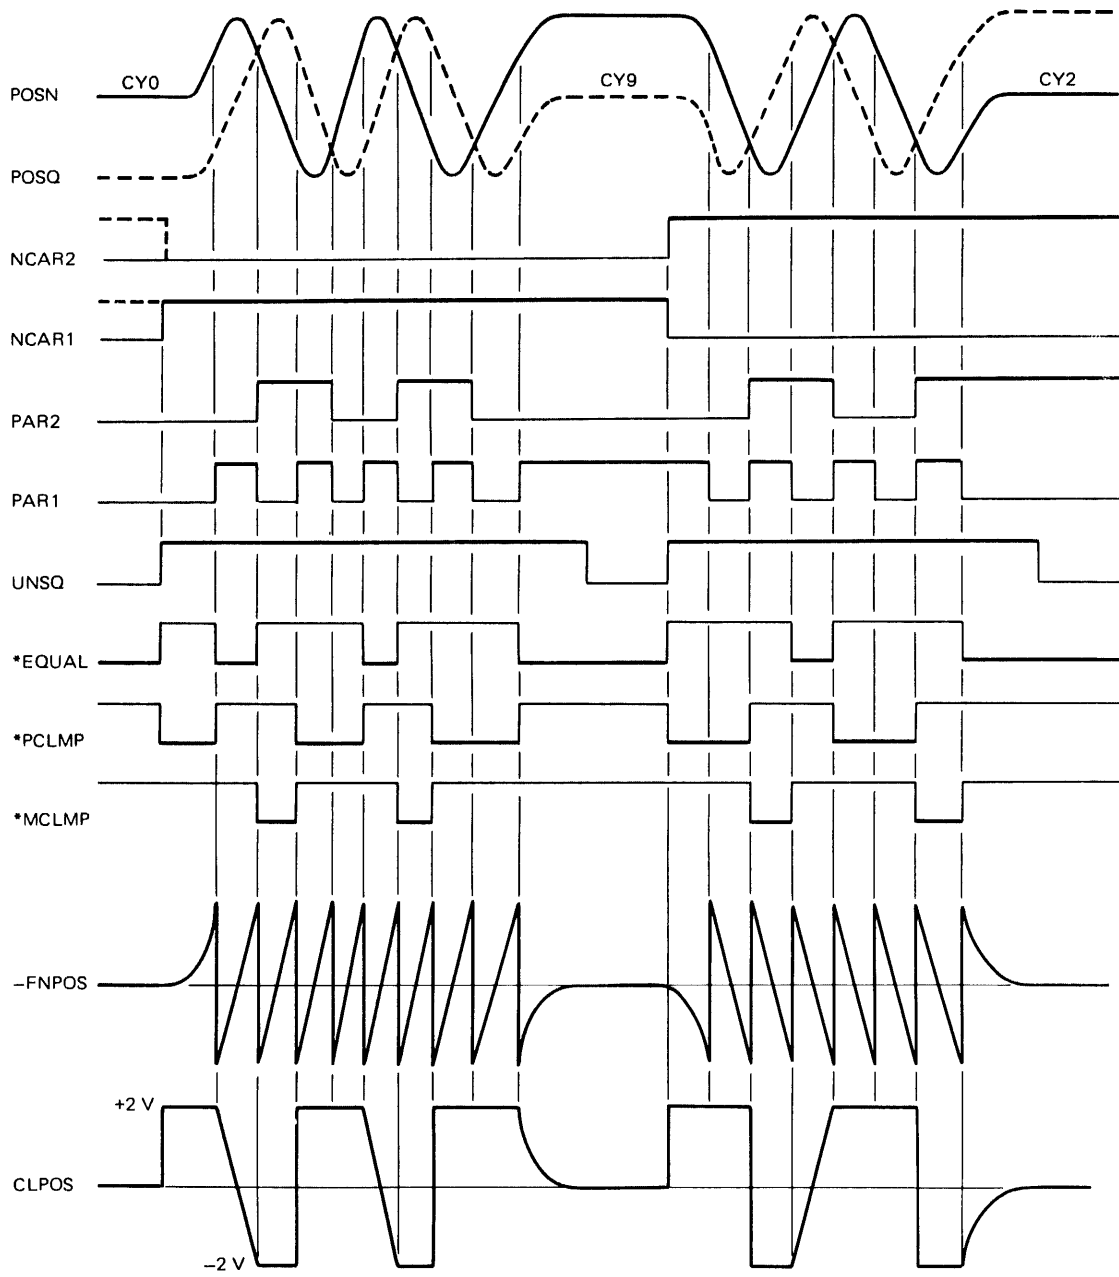 CY0
POSN
CY9
CY2
POSQ
NCAR2
NCAR1
PAR2
PAR1
UNSQ
*EQUAL
*PCLMP
*MCLMP
-FNPOS
+2 V
CLPOS
-2 V